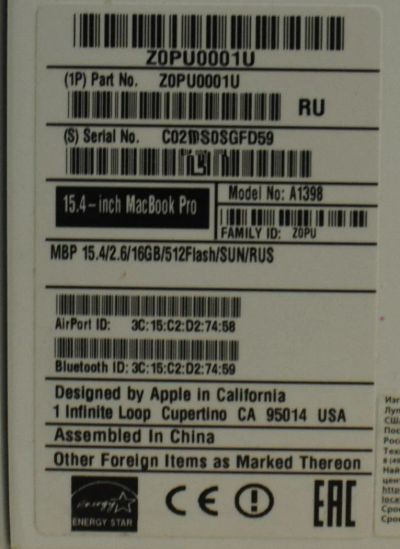 Z0PU0001U
(1P) Part No. Z0PU0001U
RU
(S) Serial No.
15.4-inch MacBook Pro
Model No: A1398
FAMILY ID: Z0PU
MBP 15.4/2.6/16GB/512Flash/SUN/RUS
AirPort ID: 3C:15:C2:D2:74:58
Bluetooth ID: 3C:15:C2:D2:74:59
Designed by Apple in California
1 Infinite Loop Cupertino CA 95014 USA
Assembled In China
Other Foreign Items as Marked Thereon
energy
ENERGY STAR
CE
EAC